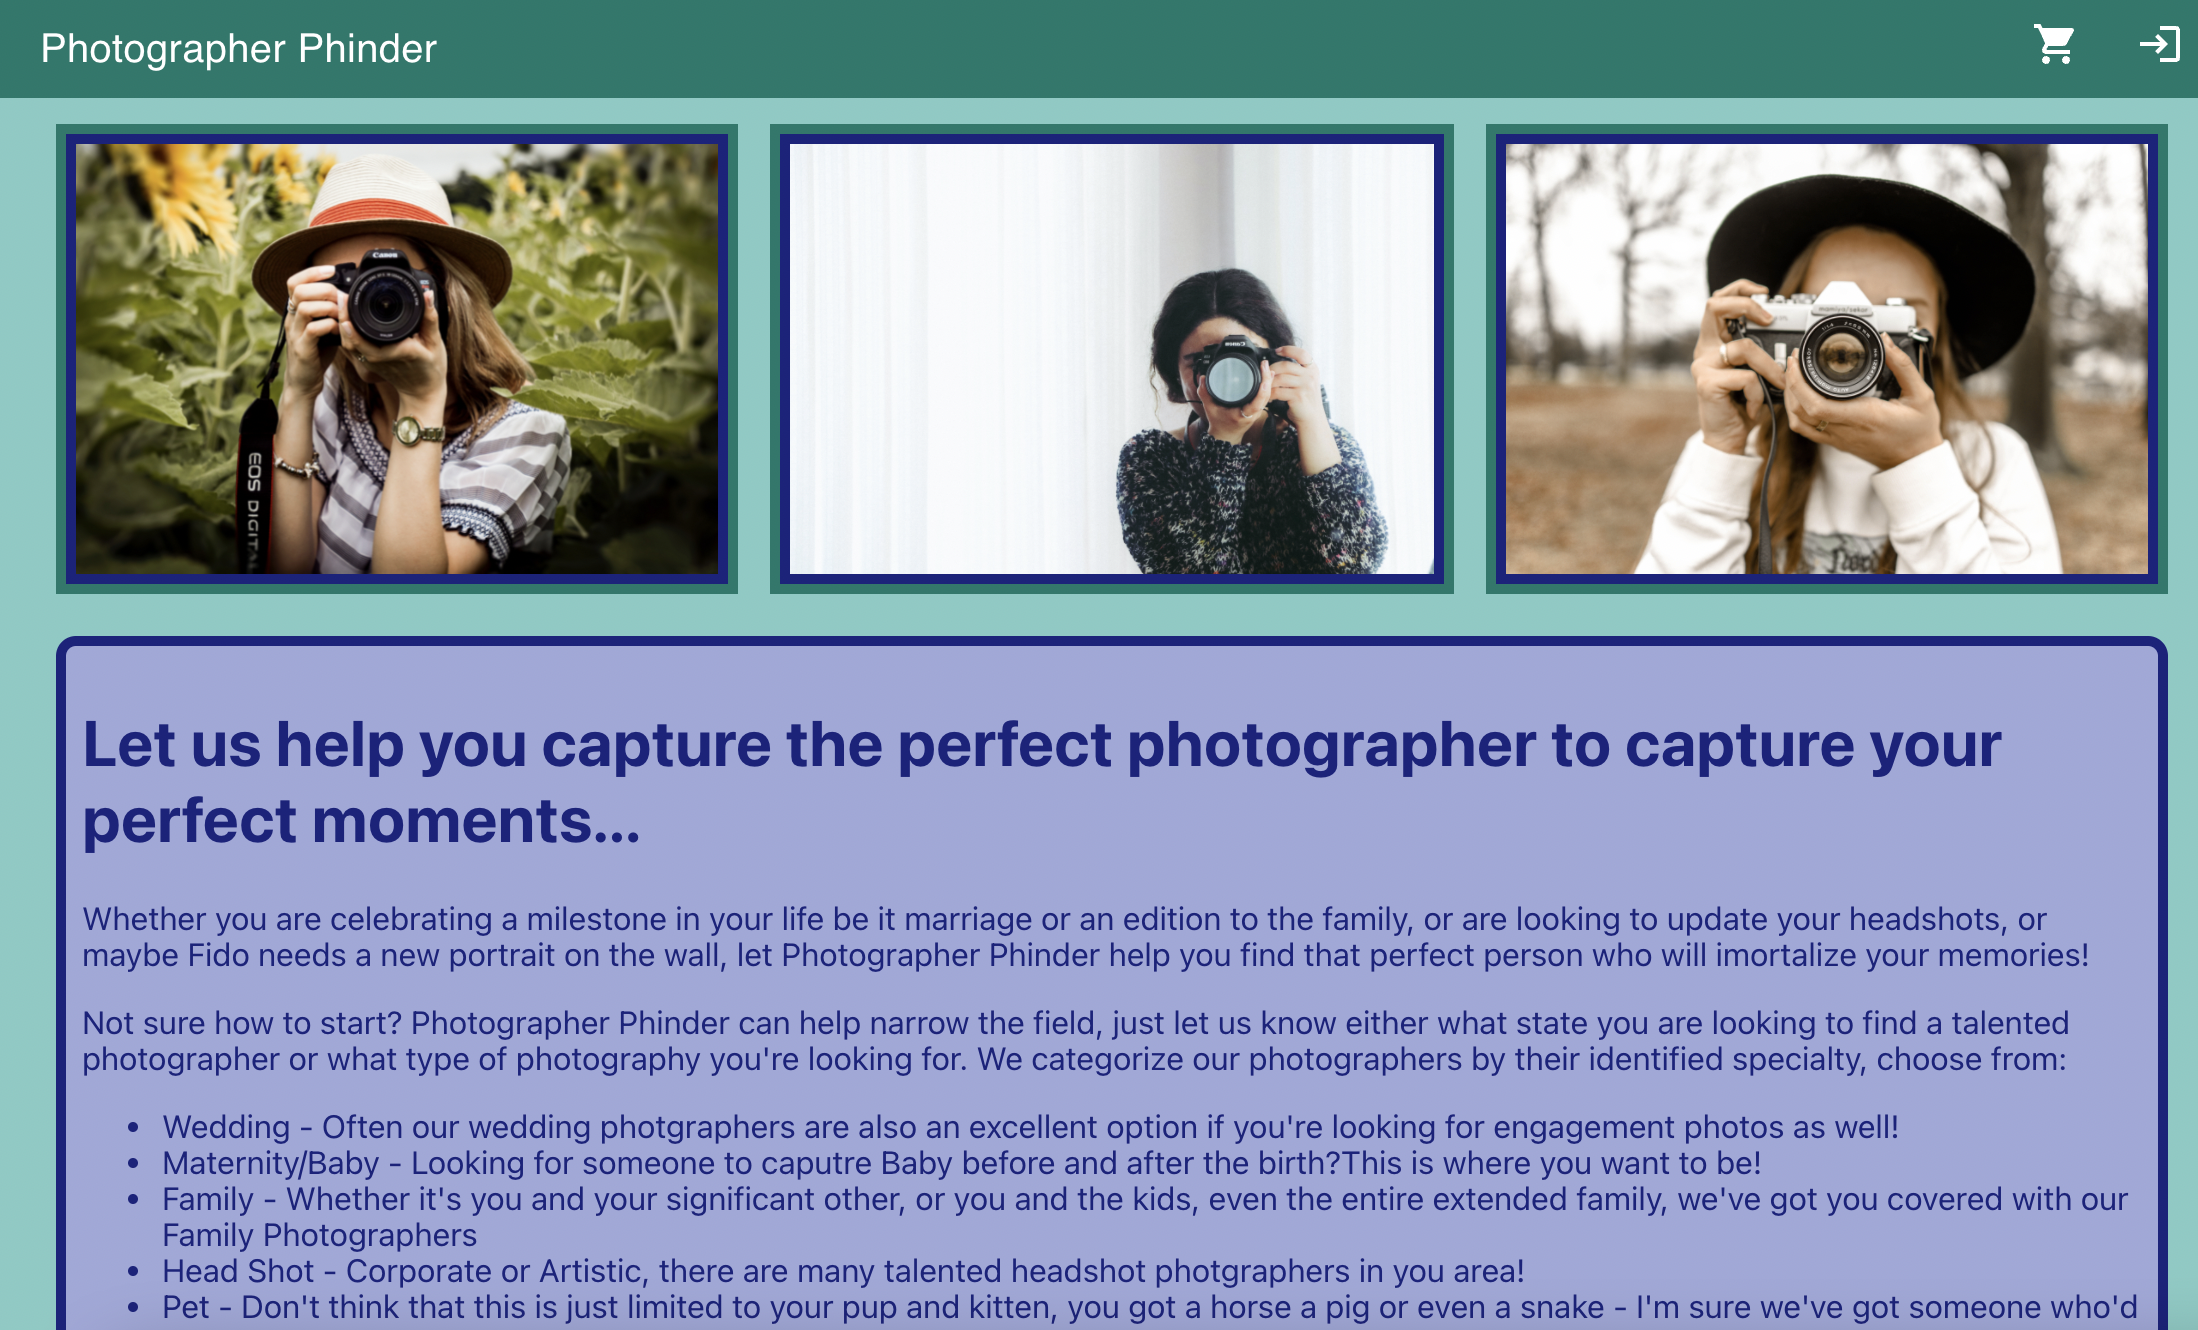 Photographer Phinder
Canon
EOS DIGIT
Canon
Let us help you capture the perfect photographer to capture your
perfect moments...
Whether you are celebrating a milestone in your life be it marriage or an edition to the family, or are looking to update your headshots, or
maybe Fido needs a new portrait on the wall, let Photographer Phinder help you find that perfect person who will imortalize your memories!
Not sure how to start? Photographer Phinder can help narrow the field, just let us know either what state you are looking to find a talented
photographer or what type of photography you're looking for. We categorize our photographers by their identified specialty, choose from:
• Wedding - Often our wedding photgraphers are also an excellent option if you're looking for engagement photos as well!
• Maternity/Baby - Looking for someone to caputre Baby before and after the birth?This is where you want to be!
• Family - Whether it's you and your significant other, or you and the kids, even the entire extended family, we've got you covered with our
Family Photographers
• Head Shot - Corporate or Artistic, there are many talented headshot photgraphers in you area!
• Pet - Don't think that this is just limited to your pup and kitten, you got a horse a pig or even a snake - I'm sure we've got someone who'd